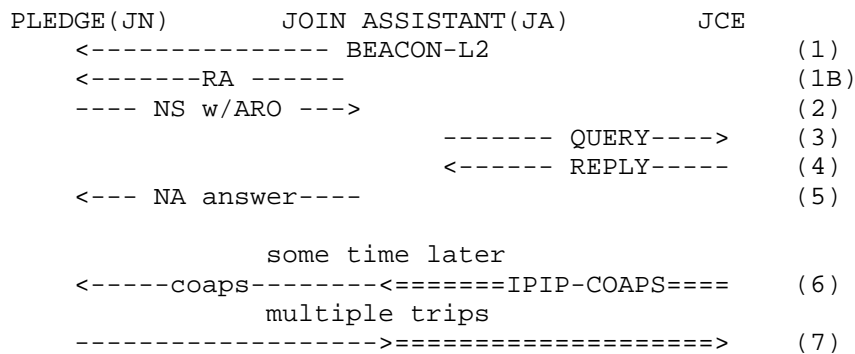 PLEDGE(JN)        JOIN ASSISTANT(JA)        JCE
    <--------------- BEACON-L2                      (1)
    <-------RA ------                               (1B)
    ---- NS w/ARO --->                              (2)
                            ------- QUERY---->      (3)
                            <------ REPLY-----      (4)
    <--- NA answer----                              (5)
                some time later
    <-----coaps--------<=======IPIP-COAPS====       (6)
                multiple trips
    ------------------->====================>       (7)